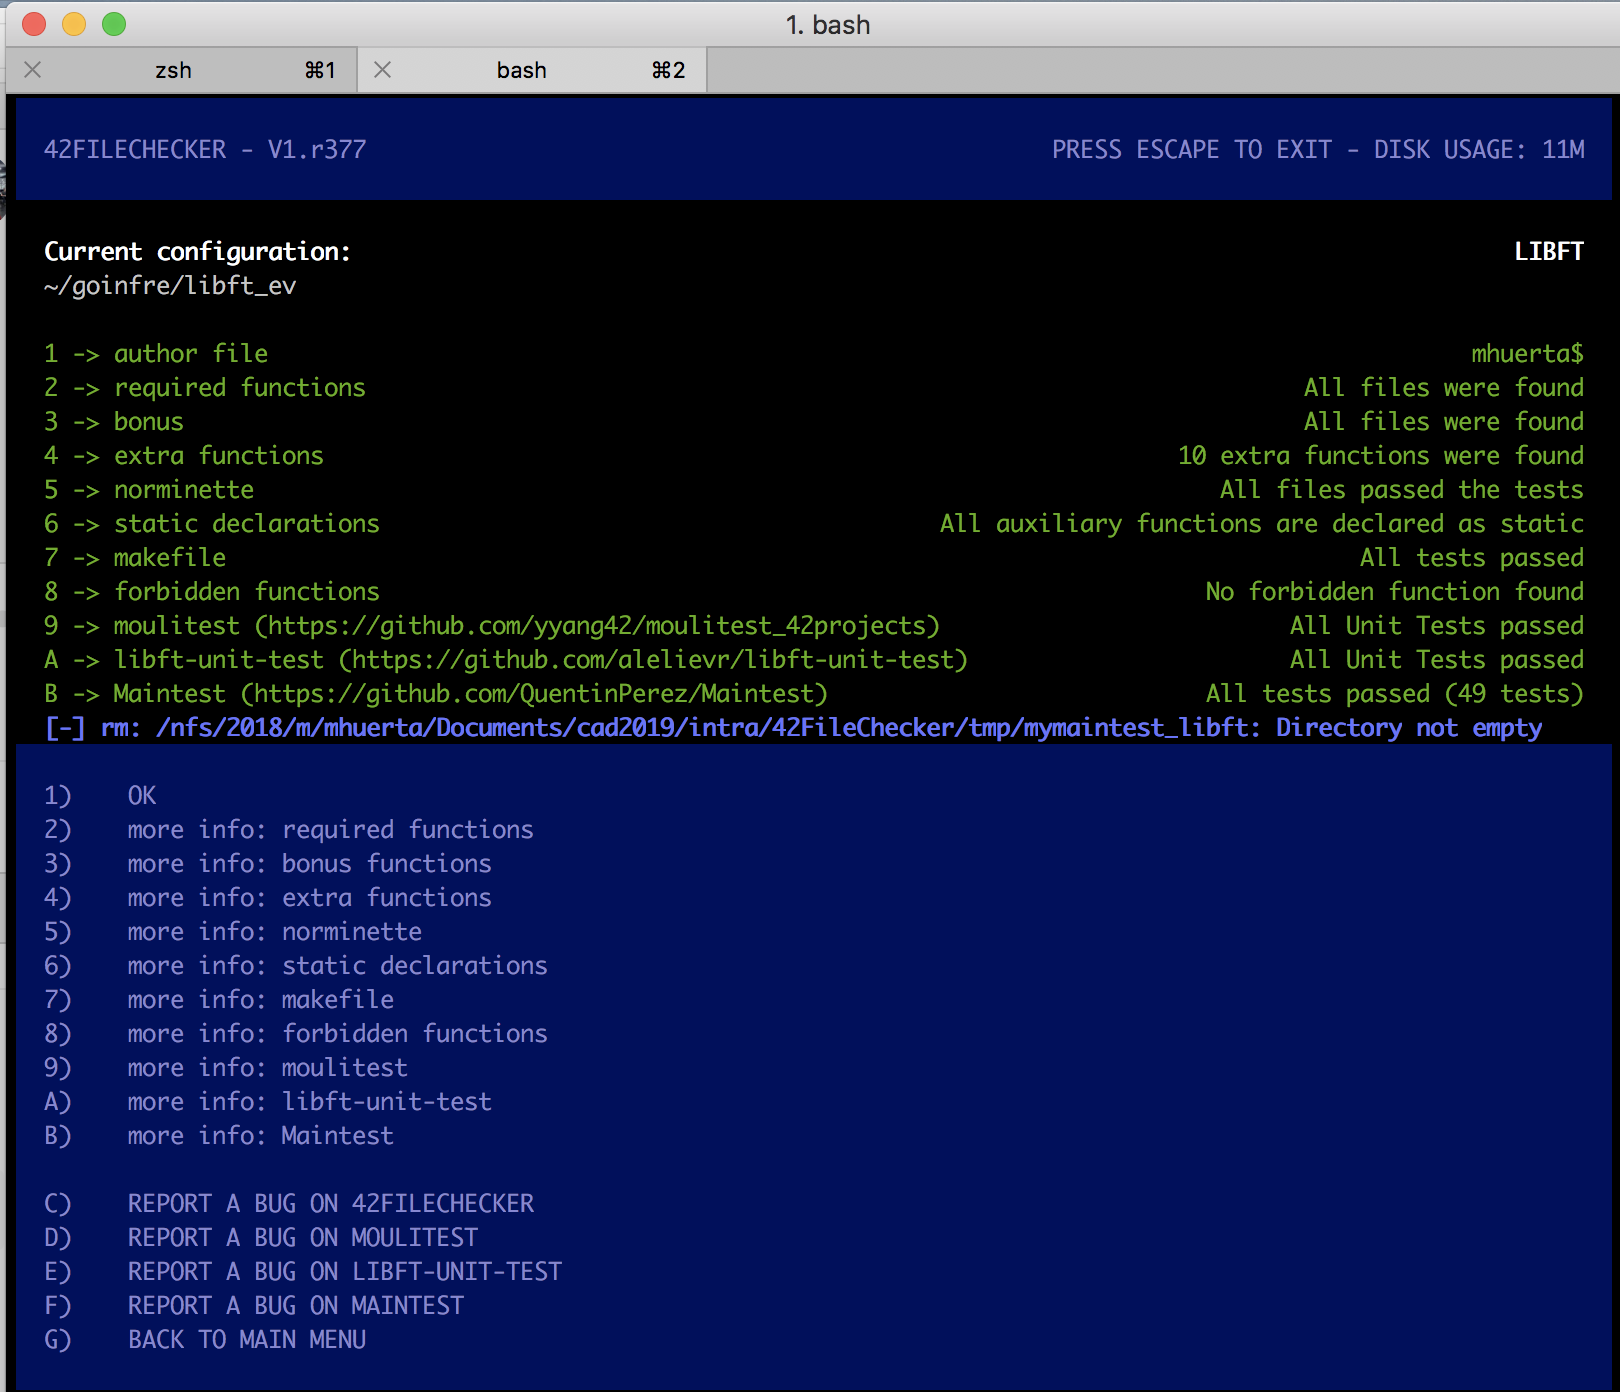 1. bash
zsh ⌘1 bash ⌘2
42FILECHECKER - V1.r377 PRESS ESCAPE TO EXIT - DISK USAGE: 11M
Current configuration: LIBFT
~/goinfre/libft_ev
1 -> author file mhuerta$
2 -> required functions All files were found
3 -> bonus All files were found
4 -> extra functions 10 extra functions were found
5 -> norminette All files passed the tests
6 -> static declarations All auxiliary functions are declared as static
7 -> makefile All tests passed
8 -> forbidden functions No forbidden function found
9 -> moulitest (https://github.com/yyang42/moulitest_42projects) All Unit Tests passed
A -> libft-unit-test (https://github.com/alelievr/libft-unit-test) All Unit Tests passed
B -> Maintest (https://github.com/QuentinPerez/Maintest) All tests passed (49 tests)
[-] rm: /nfs/2018/m/mhuerta/Documents/cad2019/intra/42FileChecker/tmp/mymaintest_libft: Directory not empty
1) OK
2) more info: required functions
3) more info: bonus functions
4) more info: extra functions
5) more info: norminette
6) more info: static declarations
7) more info: makefile
8) more info: forbidden functions
9) more info: moulitest
A) more info: libft-unit-test
B) more info: Maintest
C) REPORT A BUG ON 42FILECHECKER
D) REPORT A BUG ON MOULITEST
E) REPORT A BUG ON LIBFT-UNIT-TEST
F) REPORT A BUG ON MAINTEST
G) BACK TO MAIN MENU